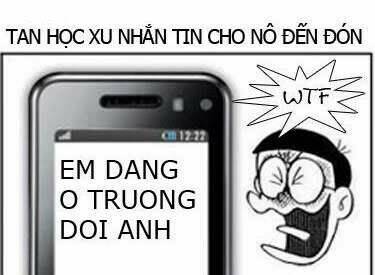 TAN HỌC XU NHẮN TIN CHO NÔ ĐẾN ĐÓN
WTF
12:22
EM DANG
O TRUONG
DOI ANH